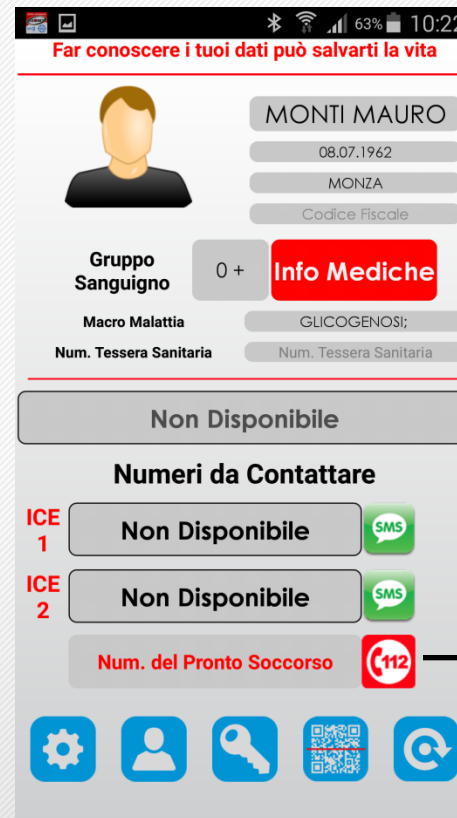 63% 10:22
Far conoscere i tuoi dati può salvarti la vita
MONTI MAURO
08.07.1962
MONZA
Codice Fiscale
Gruppo
Sanguigno
0 +
Info Mediche
Macro Malattia
GLICOGENOSI;
Num. Tessera Sanitaria
Num. Tessera Sanitaria
Non Disponibile
Numeri da Contattare
ICE
1
Non Disponibile
SMS
ICE
2
Non Disponibile
SMS
Num. del Pronto Soccorso
112